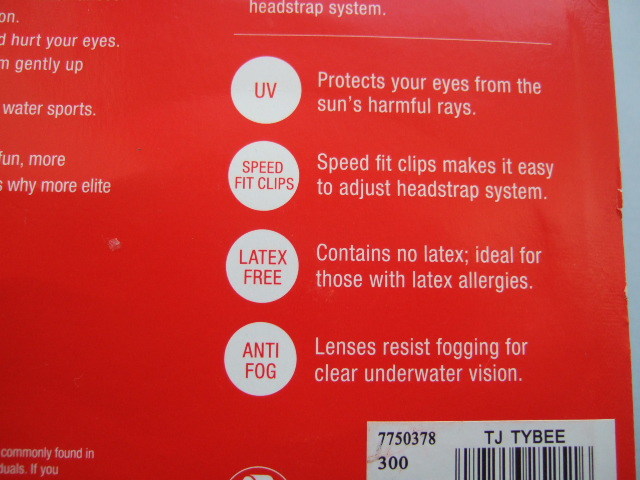 on.
hurt your eyes.
m gently up
water sports.
fun, more
s why more elite
commonly found in
duals. If you
headstrap system.
UV
Protects your eyes from the
sun's harmful rays.
SPEED
FIT CLIPS
Speed fit clips makes it easy
to adjust headstrap system.
LATEX
FREE
Contains no latex; ideal for
those with latex allergies.
ANTI
FOG
Lenses resist fogging for
clear underwater vision.
7750378
300
TJ TYBEE